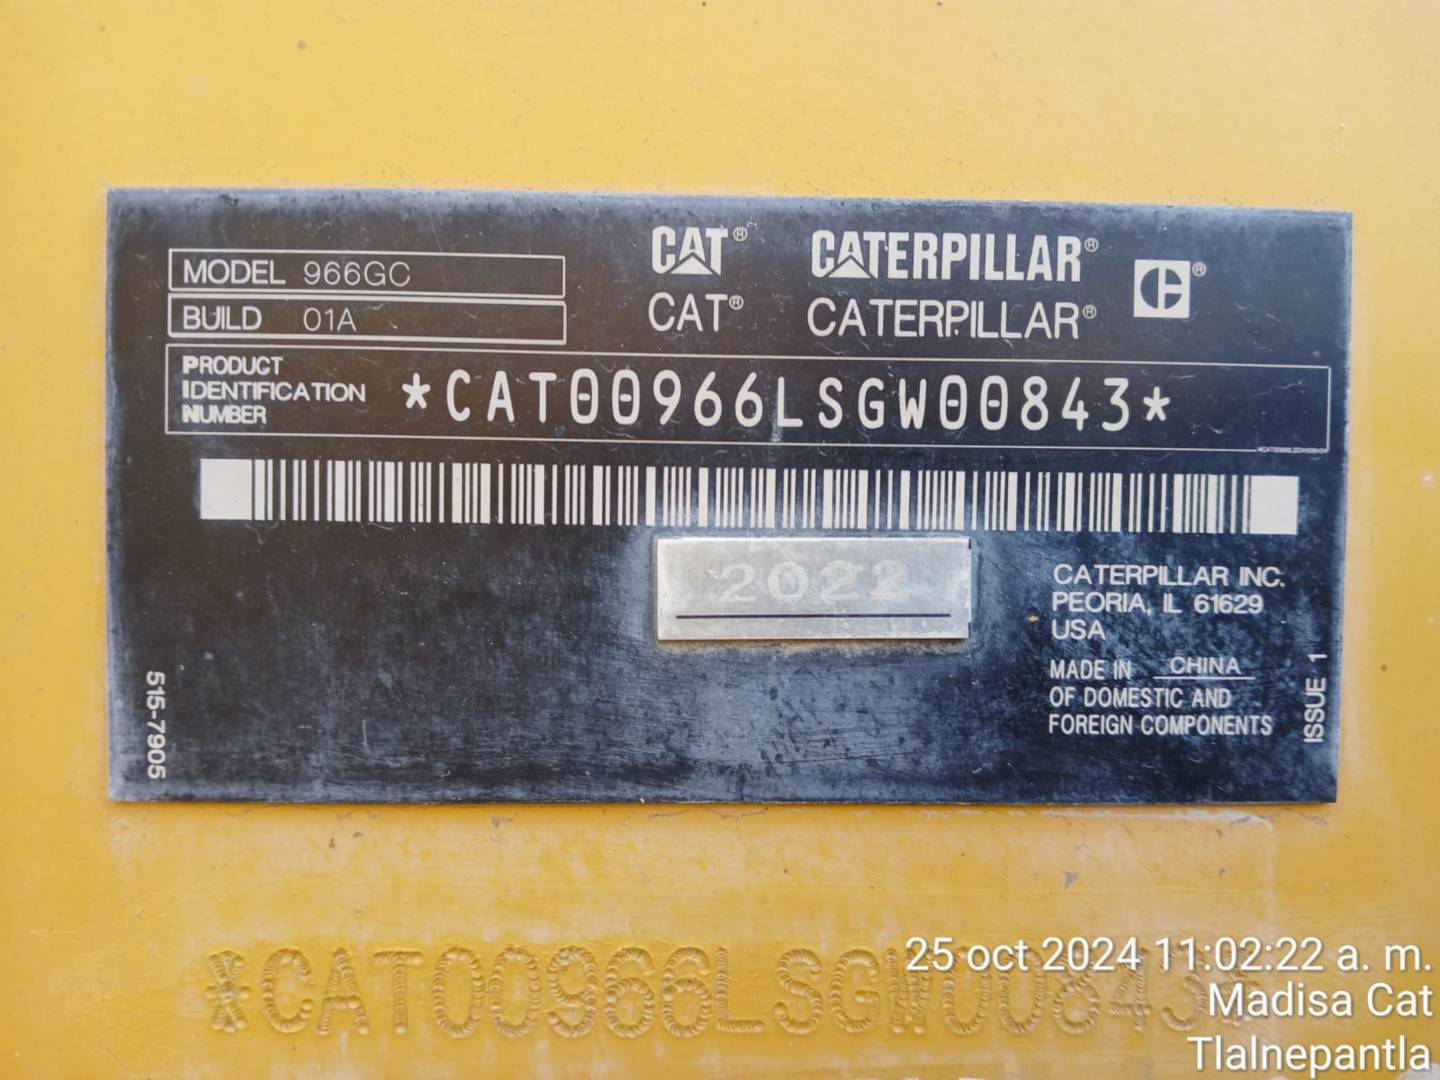 MODEL 966GC
BUILD 01A
CAT® CATERPILLAR® C®
CAT® CATERPILLAR®
PRODUCT
IDENTIFICATION
NUMBER
*CAT00966LSGW00843*
*CAT00966LSGW00843*
2022
CATERPILLAR INC.
PEORIA, IL 61629
USA
MADE IN CHINA
OF DOMESTIC AND
FOREIGN COMPONENTS
515-7905
ISSUE 1
*CAT00966LSGW00843*
25 oct 2024 11:02:22 a. m.
Madisa Cat
Tlalnepantla